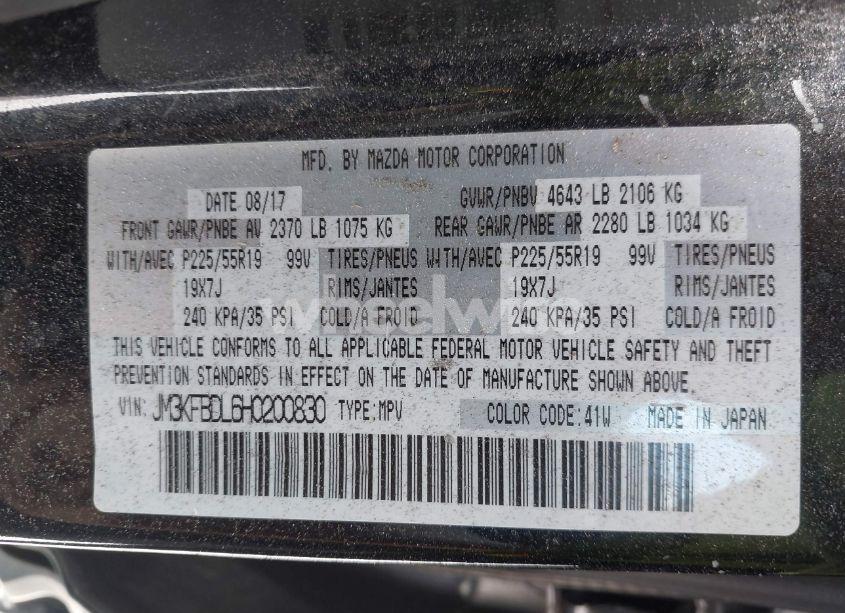 MFD. BY MAZDA MOTOR CORPORATION
DATE 08/17 GVWR/PNBV 4643 LB 2106 KG
FRONT GAWR/PNBE AV 2370 LB 1075 KG REAR GAWR/PNBE AR 2280 LB 1034 KG
WITH/AVEC P225/55R19 99V TIRES/PNEUS WITH/AVEC P225/55R19 99V TIRES/PNEUS
19X7J RIMS/JANTES 19X7J RIMS/JANTES
240 KPA/35 PSI COLD/A FROID 240 KPA/35 PSI COLD/A FROID
THIS VEHICLE CONFORMS TO ALL APPLICABLE FEDERAL MOTOR VEHICLE SAFETY AND THEFT
PREVENTION STANDARDS IN EFFECT ON THE DATE OF MANUFACTURE SHOWN ABOVE.
VIN: JM3KFBDL6H0200830 TYPE:MPV COLOR CODE:41W MADE IN JAPAN